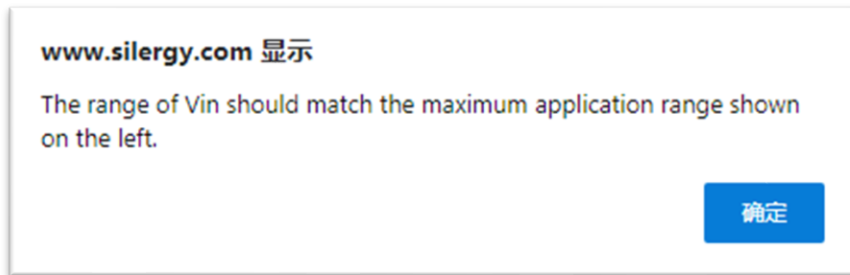 www.silergy.com 显示
The range of Vin should match the maximum application range shown
on the left.
确定